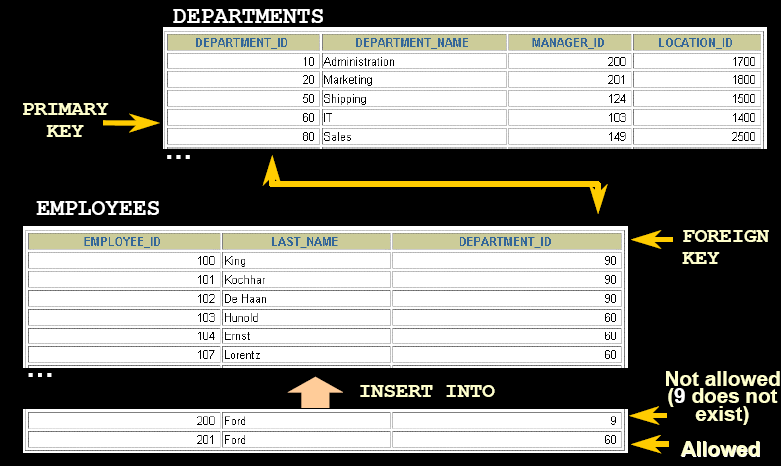 DEPARTMENTS
DEPARTMENT_ID DEPARTMENT_NAME MANAGER_ID LOCATION_ID
10 Administration 200 1700
20 Marketing 201 1800
50 Shipping 124 1500
60 IT 103 1400
80 Sales 149 2500
PRIMARY
KEY
...
EMPLOYEES
EMPLOYEE_ID LAST_NAME DEPARTMENT_ID
100 King 90
101 Kochhar 90
102 De Haan 90
103 Hunold 60
104 Ernst 60
107 Lorentz 60
FOREIGN
KEY
...
INSERT INTO
200 Ford 9
201 Ford 60
Not allowed
(9 does not
exist)
Allowed